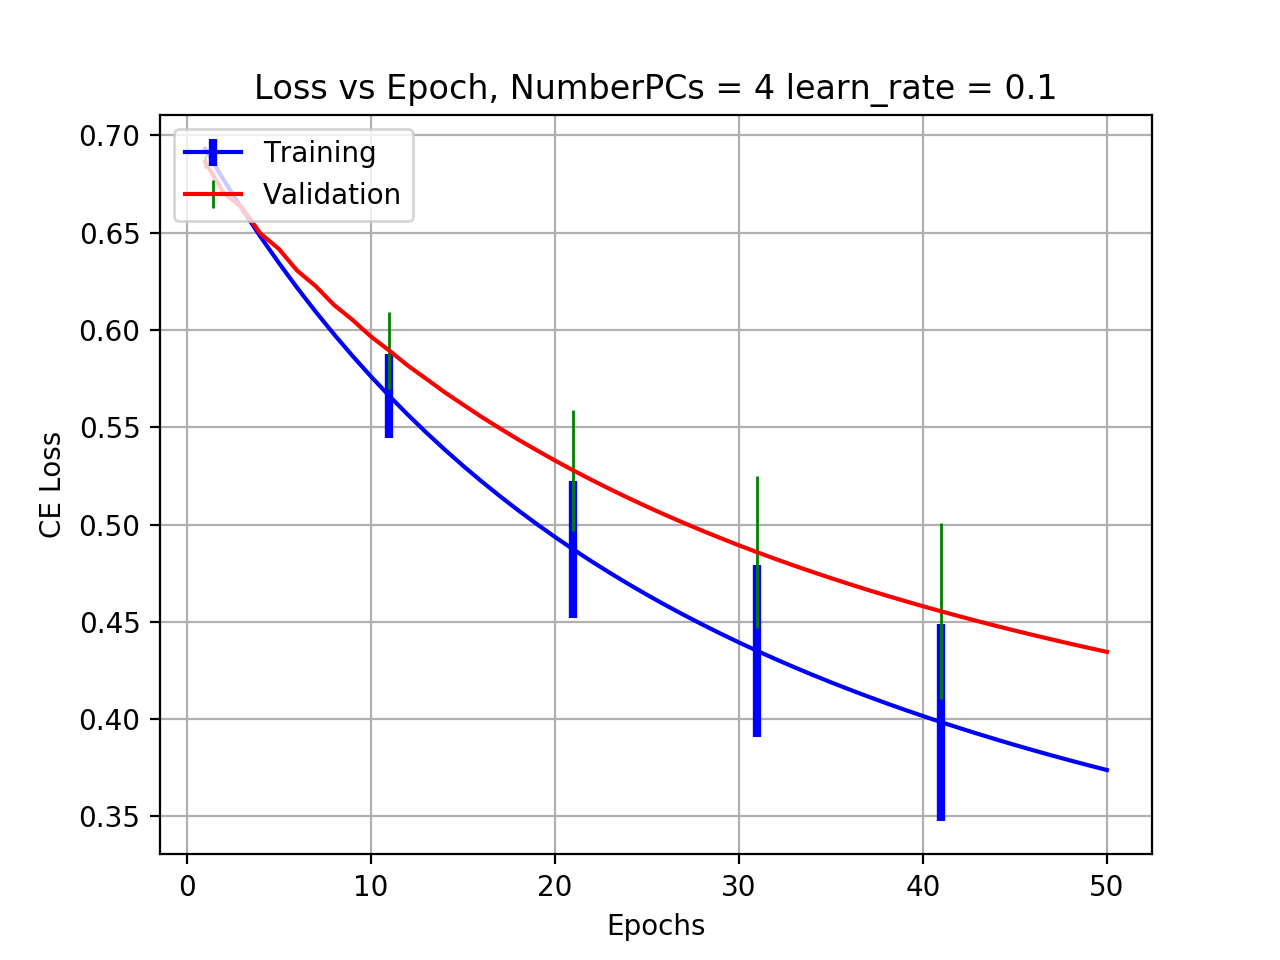 Loss vs Epoch, NumberPCs = 4 learn_rate = 0.1
Training
Validation
0.70
0.65
0.60
0.55
0.50
0.45
0.40
0.35
CE Loss
0 10 20 30 40 50
Epochs